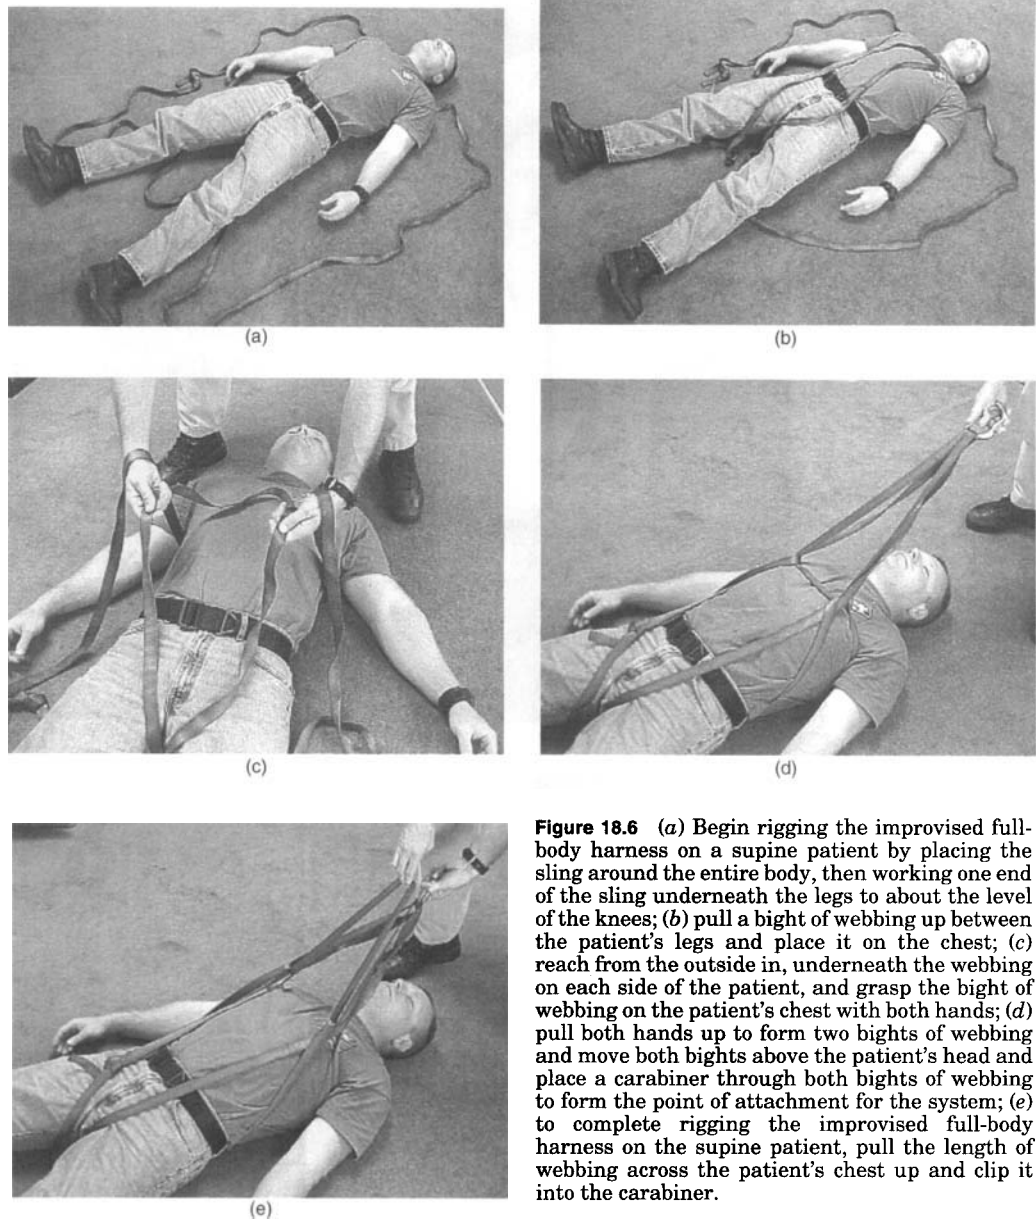 (a)
(b)
(c)
(d)
(e)
Figure 18.6 (a) Begin rigging the improvised full-
body harness on a supine patient by placing the
sling around the entire body, then working one end
of the sling underneath the legs to about the level
of the knees; (b) pull a bight of webbing up between
the patient's legs and place it on the chest; (c)
reach from the outside in, underneath the webbing
on each side of the patient, and grasp the bight of
webbing on the patient's chest with both hands; (d)
pull both hands up to form two bights of webbing
and move both bights above the patient's head and
place a carabiner through both bights of webbing
to form the point of attachment for the system; (e)
to complete rigging the improvised full-body
harness on the supine patient, pull the length of
webbing across the patient's chest up and clip it
into the carabiner.